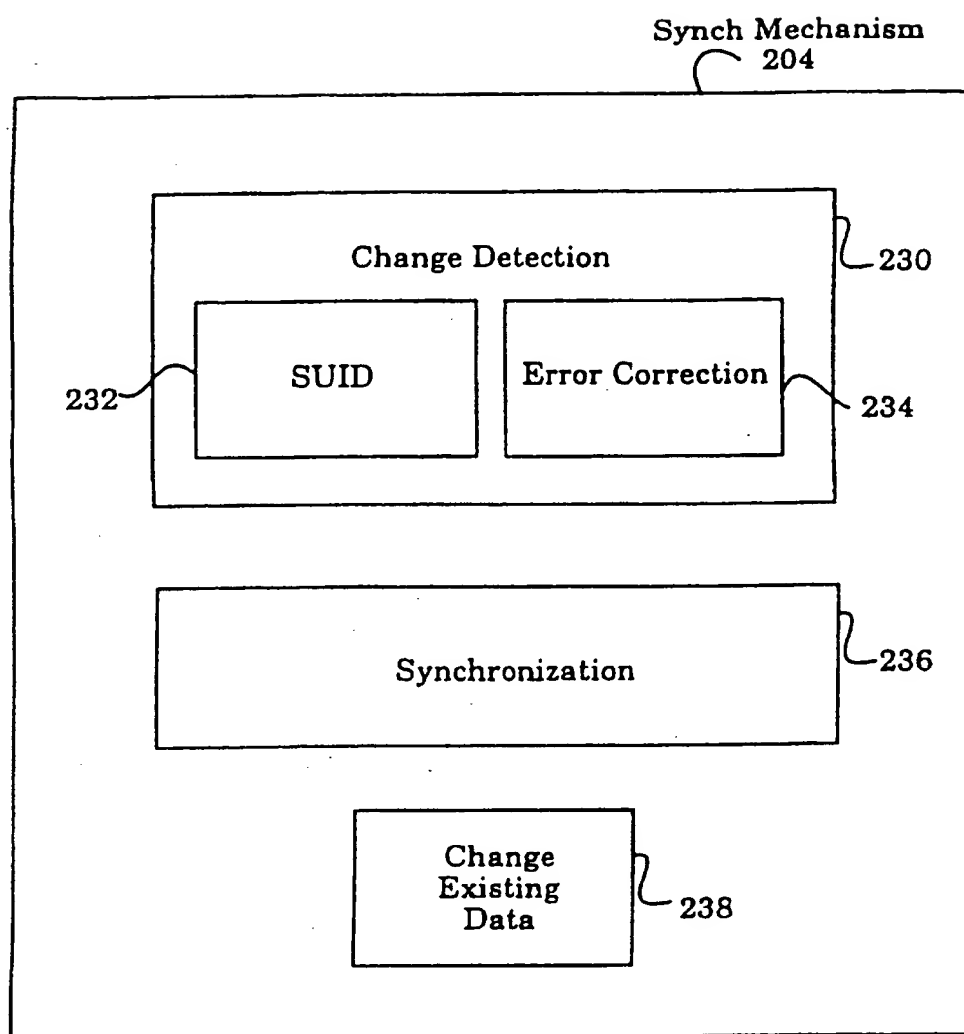 Synch Mechanism
204
Change Detection
230
SUID
Error Correction
232
234
Synchronization
236
Change
Existing
Data
238